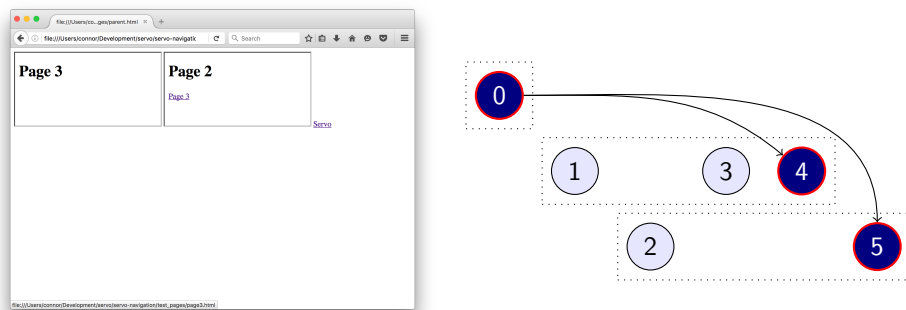 file:///Users/co...ges/parent.html × +
file:///Users/connor/Development/servo/servo-navigatic C Search
Page 3
Page 2
Page 3
Servo
file:///Users/connor/Development/servo/servo-navigation/test_pages/page3.html
0
1 3 4
2 5